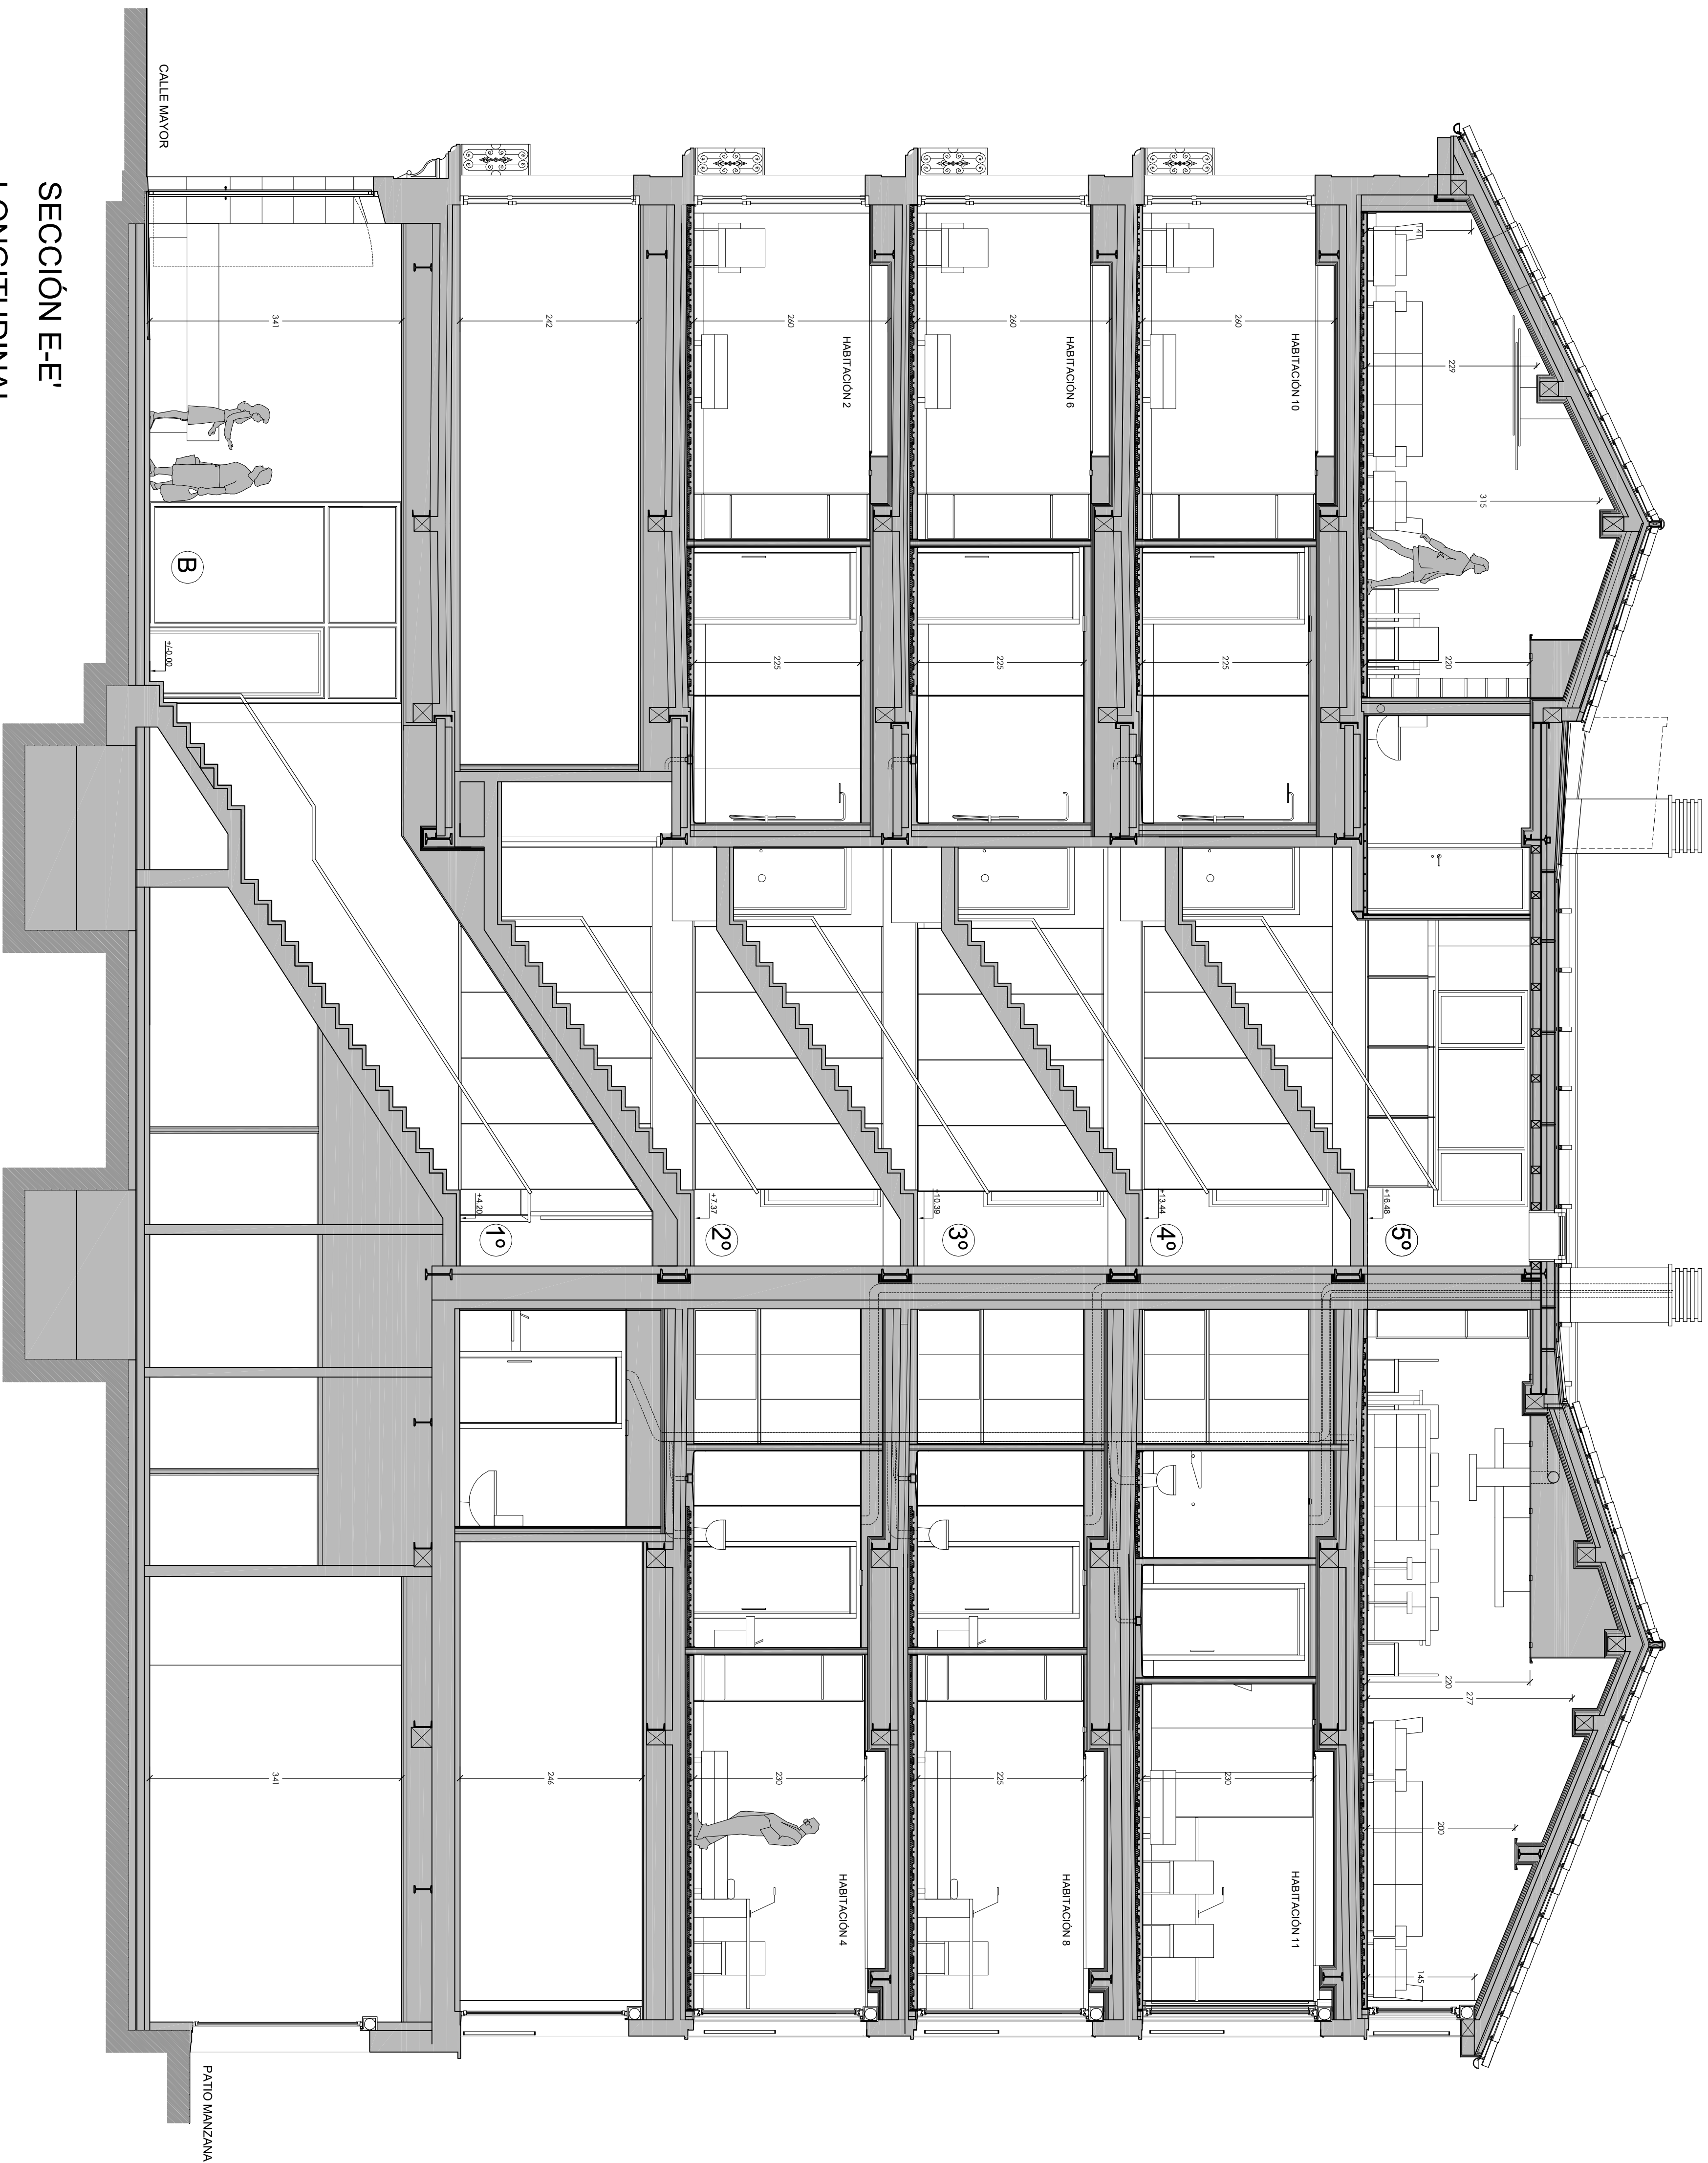 141
229
315
220
+16.48
5º
220
277
200
145
260
HABITACIÓN 10
225
+13.44
4º
230
HABITACIÓN 11
260
HABITACIÓN 6
225
+10.39
3º
225
HABITACIÓN 8
260
HABITACIÓN 2
225
+7.37
2º
230
HABITACIÓN 4
242
+4.20
1º
246
341
B
+/-0.00
341
CALLE MAYOR
PATIO MANZANA
SECCIÓN E-E'
LONGITUDINAL